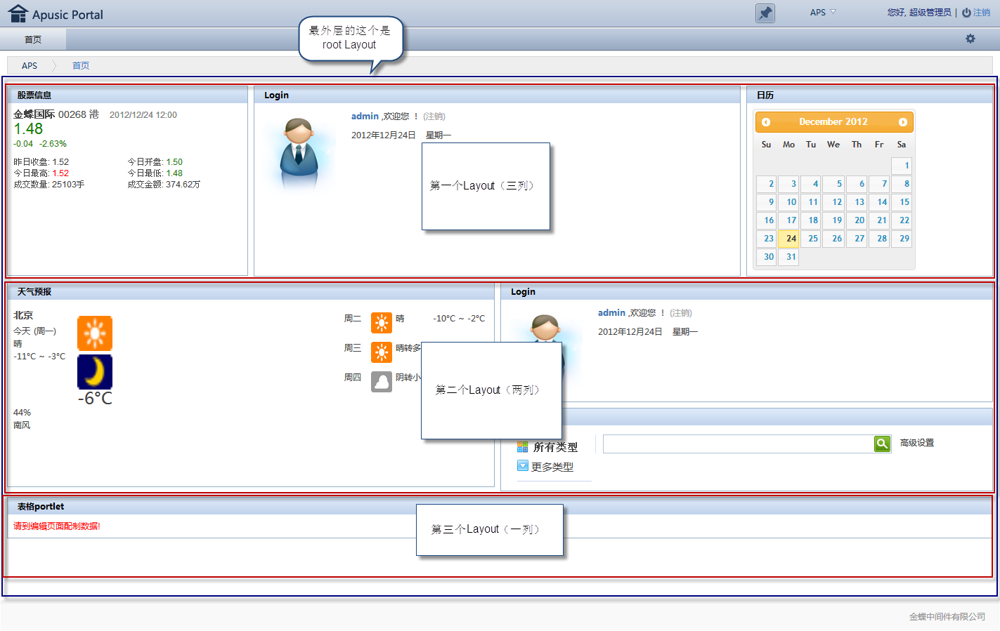 Apusic Portal
APS
您好, 超级管理员 | 注销
首页
最外层的这个是
root Layout
APS
首页
股票信息
金蝶国际 00268 港 2012/12/24 12:00
1.48
-0.04 -2.63%
昨日收盘: 1.52 今日开盘: 1.50
今日最高: 1.52 今日最低: 1.48
成交数量: 25103手 成交金额: 374.62万
Login
admin ,欢迎您 ！ (注销)
2012年12月24日 星期一
第一个Layout（三列）
日历
December 2012
Su Mo Tu We Th Fr Sa
1
2 3 4 5 6 7 8
9 10 11 12 13 14 15
16 17 18 19 20 21 22
23 24 25 26 27 28 29
30 31
天气预报
北京
今天 (周一)
晴
-11°C ~ -3°C
-6°C
44%
南风
周二 晴 -10°C ~ -2°C
周三 晴转多
周四 阴转小
Login
admin ,欢迎您 ！ (注销)
2012年12月24日 星期一
第二个Layout（两列）
所有类型
更多类型
高级设置
表格portlet
请到编辑页面配制数据!
第三个Layout（一列）
金蝶中间件有限公司